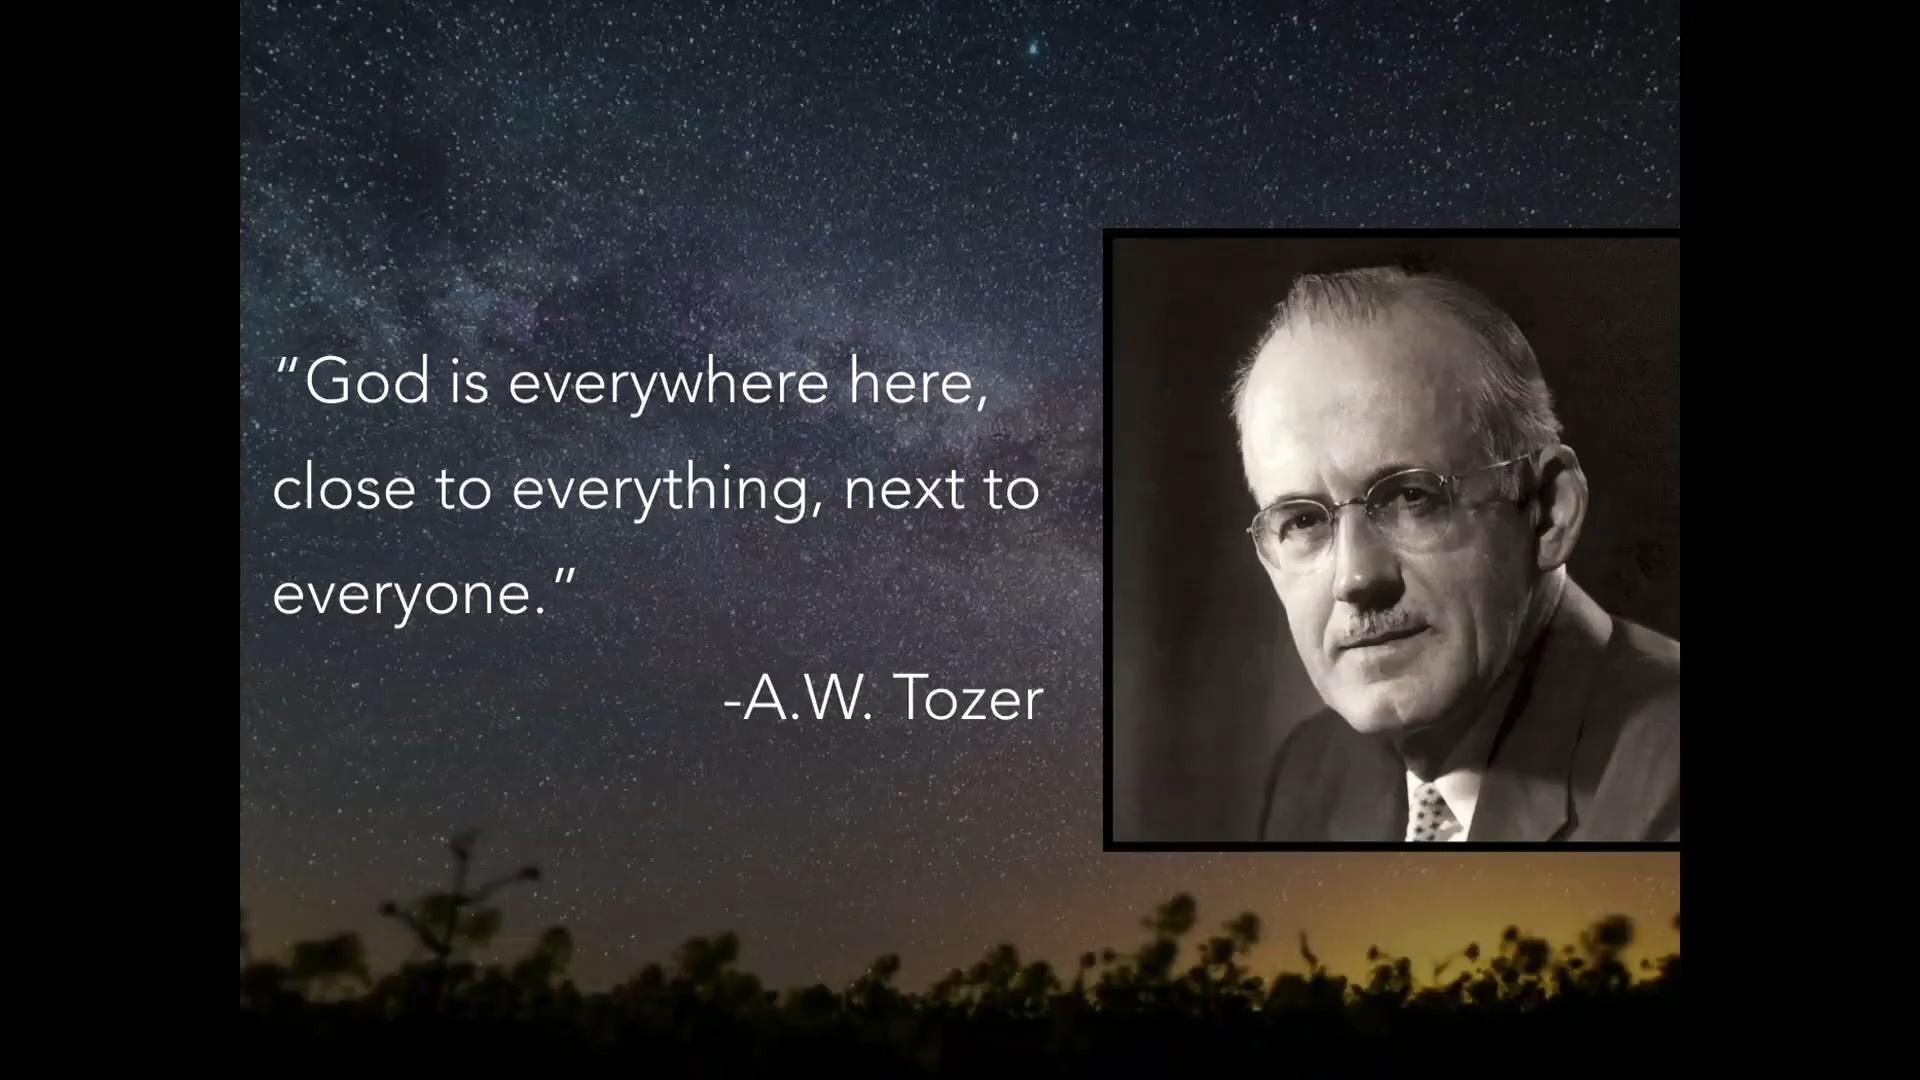 “God is everywhere here,
close to everything, next to
everyone.”
-A.W. Tozer